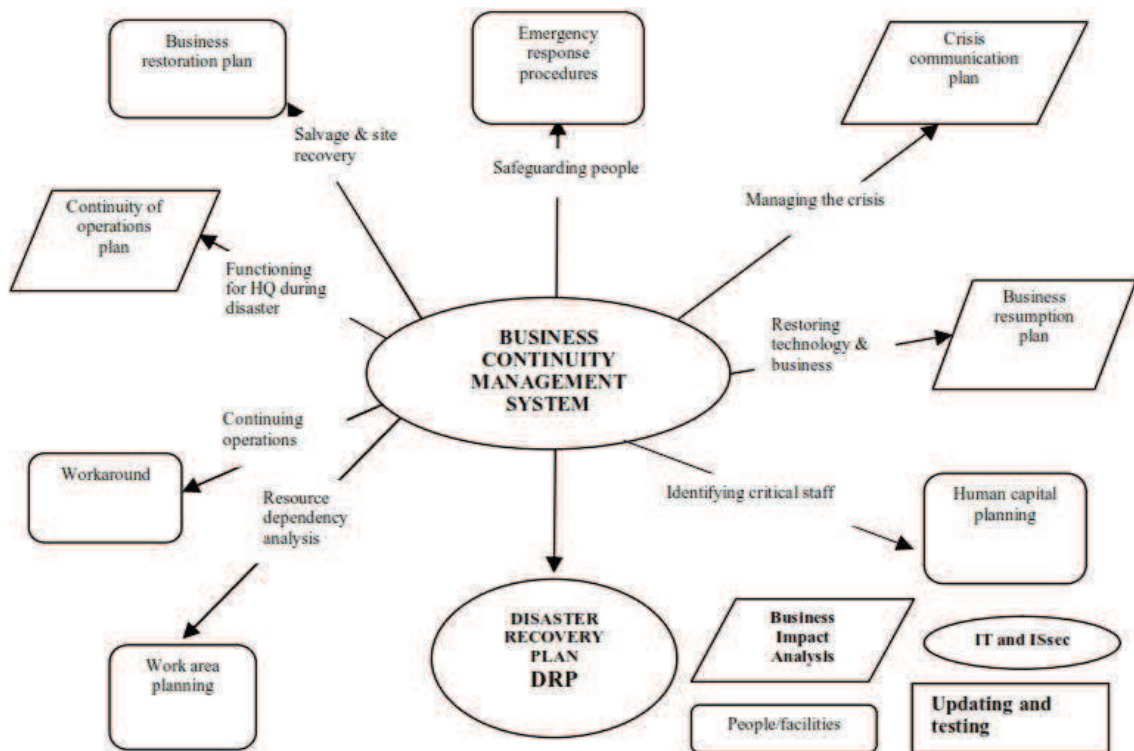 Business
restoration plan
Emergency
response
procedures
Crisis
communication
plan
Salvage & site
recovery
Safeguarding people
Managing the crisis
Continuity of
operations
plan
Functioning
for HQ during
disaster
BUSINESS
CONTINUITY
MANAGEMENT
SYSTEM
Restoring
technology &
business
Business
resumption
plan
Continuing
operations
Workaround
Resource
dependency
analysis
Identifying critical staff
Human capital
planning
Work area
planning
DISASTER
RECOVERY
PLAN
DRP
Business
Impact
Analysis
IT and ISsec
People/facilities
Updating and
testing